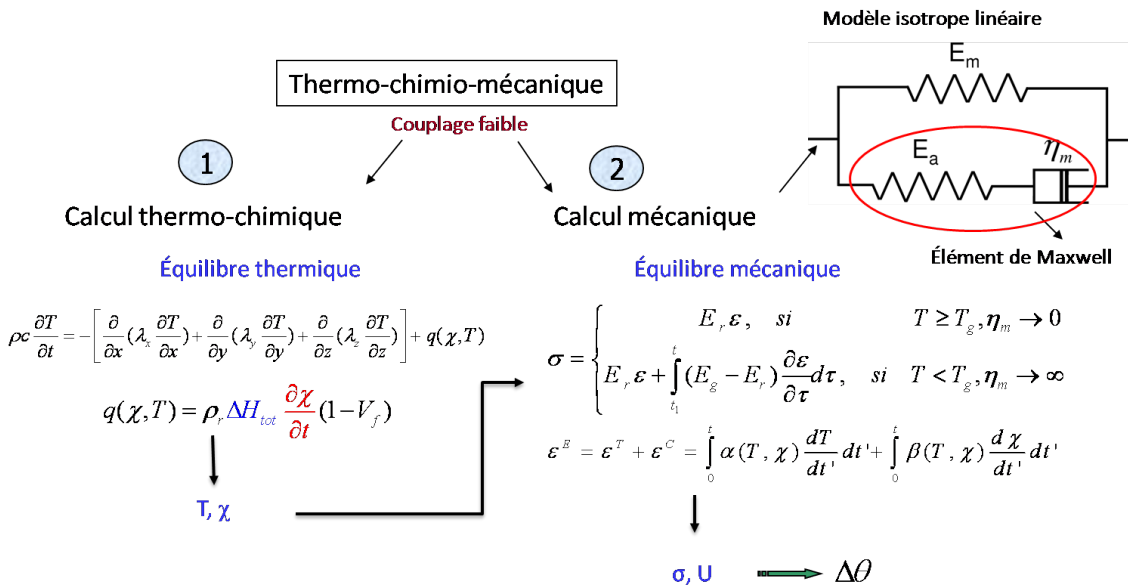 Modèle isotrope linéaire
E_m
E_a
η_m
Élément de Maxwell
Thermo-chimio-mécanique
Couplage faible
1
Calcul thermo-chimique
Équilibre thermique
ρc ∂T/∂t = -[∂/∂x(λ_x ∂T/∂x) + ∂/∂y(λ_y ∂T/∂y) + ∂/∂z(λ_z ∂T/∂z)] + q(χ,T)
q(χ,T) = ρ_r ΔH_tot ∂χ/∂t (1-V_f)
T, χ
2
Calcul mécanique
Équilibre mécanique
σ = { E_r ε, si T ≥ T_g, η_m → 0
E_r ε + ∫_{t_1}^{t} (E_g - E_r) ∂ε/∂τ dτ, si T < T_g, η_m → ∞
ε^E = ε^T + ε^C = ∫_0^t α(T, χ) dT/dt' dt' + ∫_0^t β(T, χ) dχ/dt' dt'
σ, U
Δθ